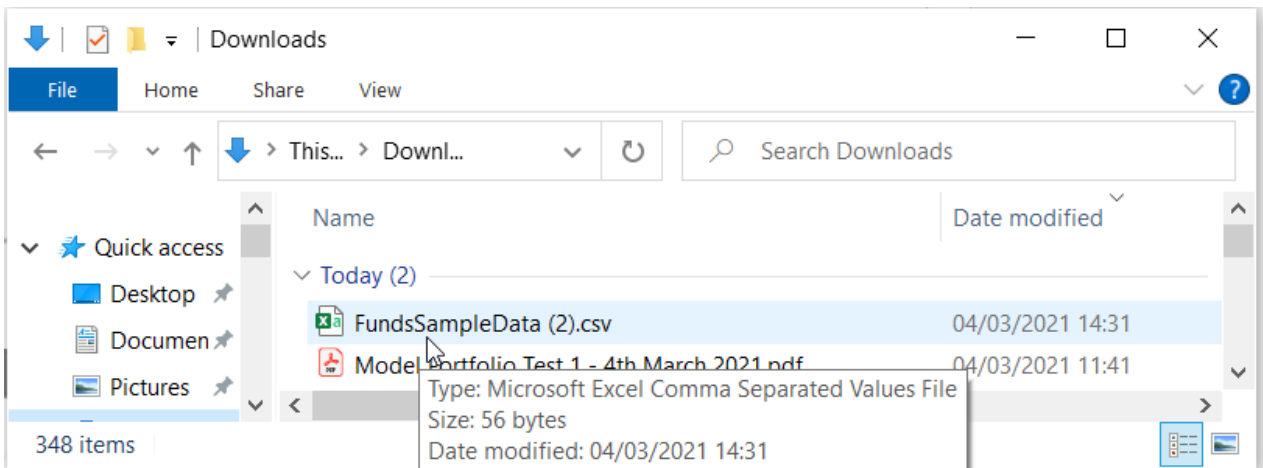 Downloads
File Home Share View
This... Downl... Search Downloads
Name Date modified
Quick access
Today (2)
Desktop
FundsSampleData (2).csv 04/03/2021 14:31
Documen
Model Portfolio Test 1 - 4th March 2021.pdf 04/03/2021 11:41
Pictures
Type: Microsoft Excel Comma Separated Values File
Size: 56 bytes
348 items
Date modified: 04/03/2021 14:31